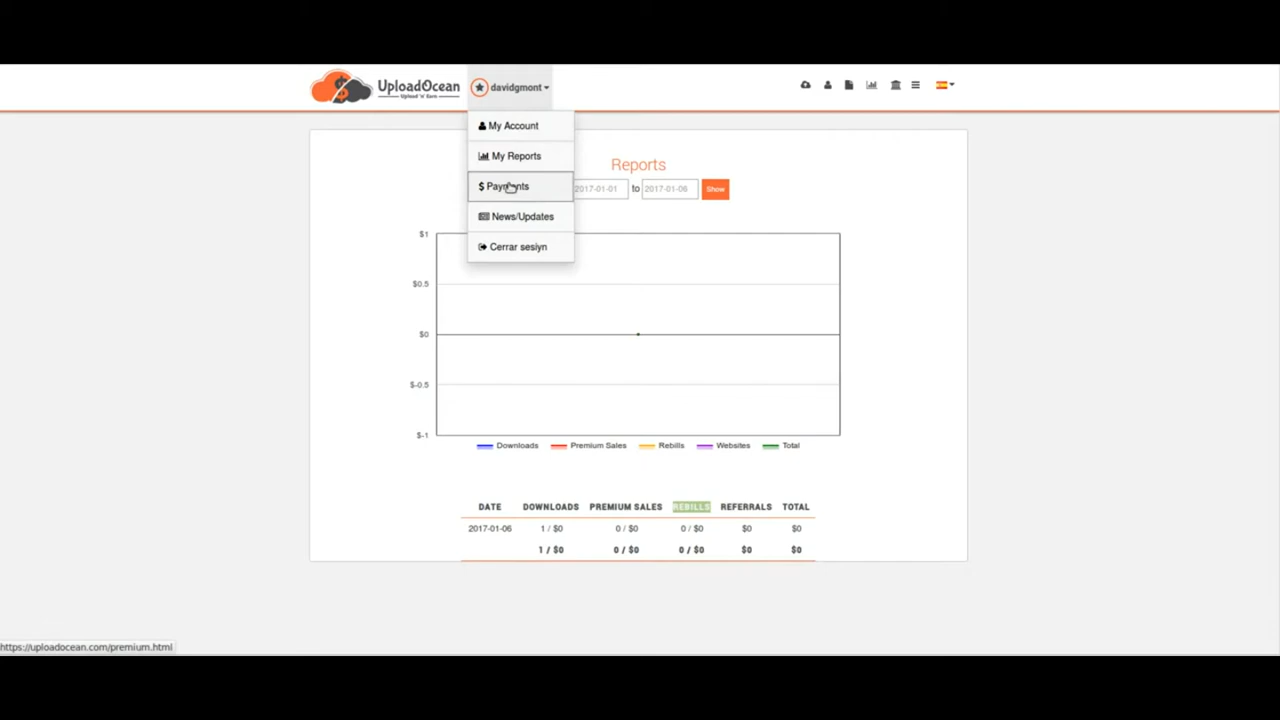 UploadOcean
Upload 'n' Earn
davidgmont
My Account
My Reports
Payments
News/Updates
Cerrar sesiyn
Reports
2017-01-01 to 2017-01-06 Show
$1
$0.5
$0
$-0.5
$-1
Downloads Premium Sales Rebills Websites Total
DATE DOWNLOADS PREMIUM SALES REBILLS REFERRALS TOTAL
2017-01-06 1 / $0 0 / $0 0 / $0 $0 $0
1 / $0 0 / $0 0 / $0 $0 $0
https://uploadocean.com/premium.html